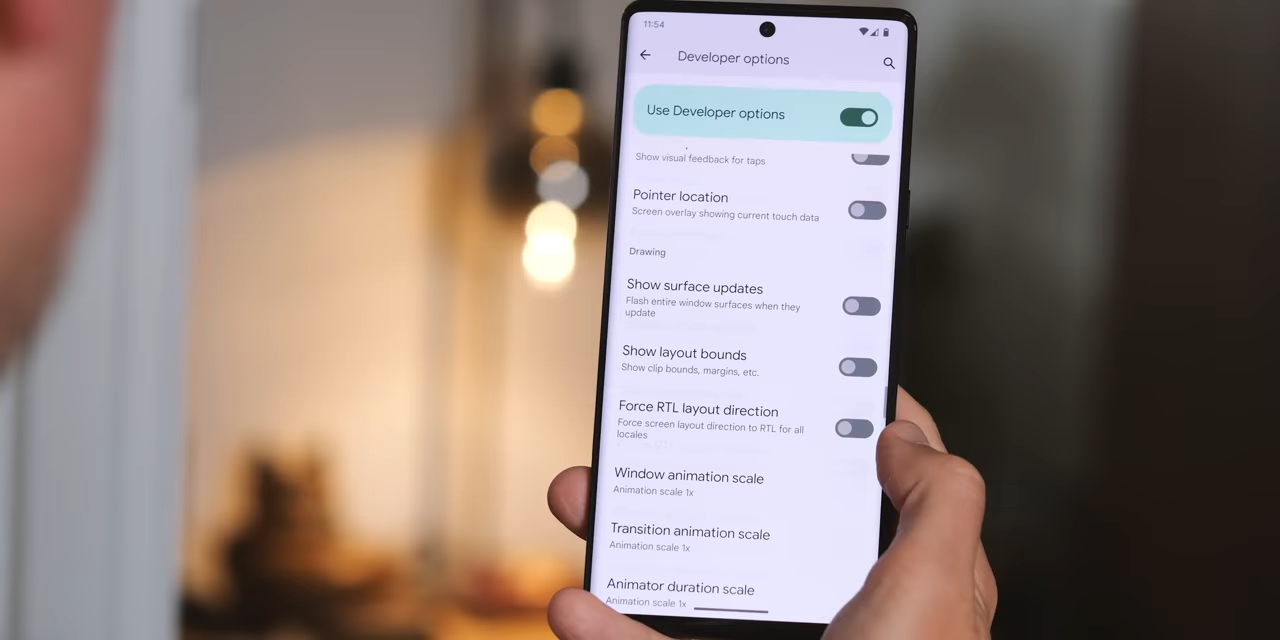 11:54
Developer options
Use Developer options
Show visual feedback for taps
Pointer location
Screen overlay showing current touch data
Drawing
Show surface updates
Flash entire window surfaces when they
update
Show layout bounds
Show clip bounds, margins, etc.
Force RTL layout direction
Force screen layout direction to RTL for all
locales
Window animation scale
Animation scale 1x
Transition animation scale
Animation scale 1x
Animator duration scale
Animation scale 1x